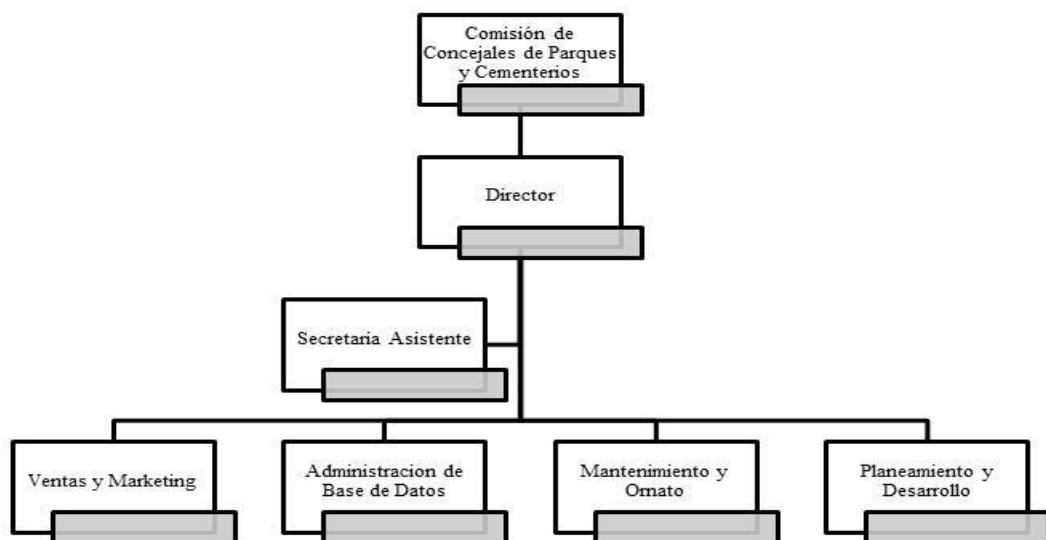 Comisión de
Concejales de Parques
y Cementerios
Director
Secretaria Asistente
Ventas y Marketing
Administracion de
Base de Datos
Mantenimiento y
Ornato
Planeamiento y
Desarrollo